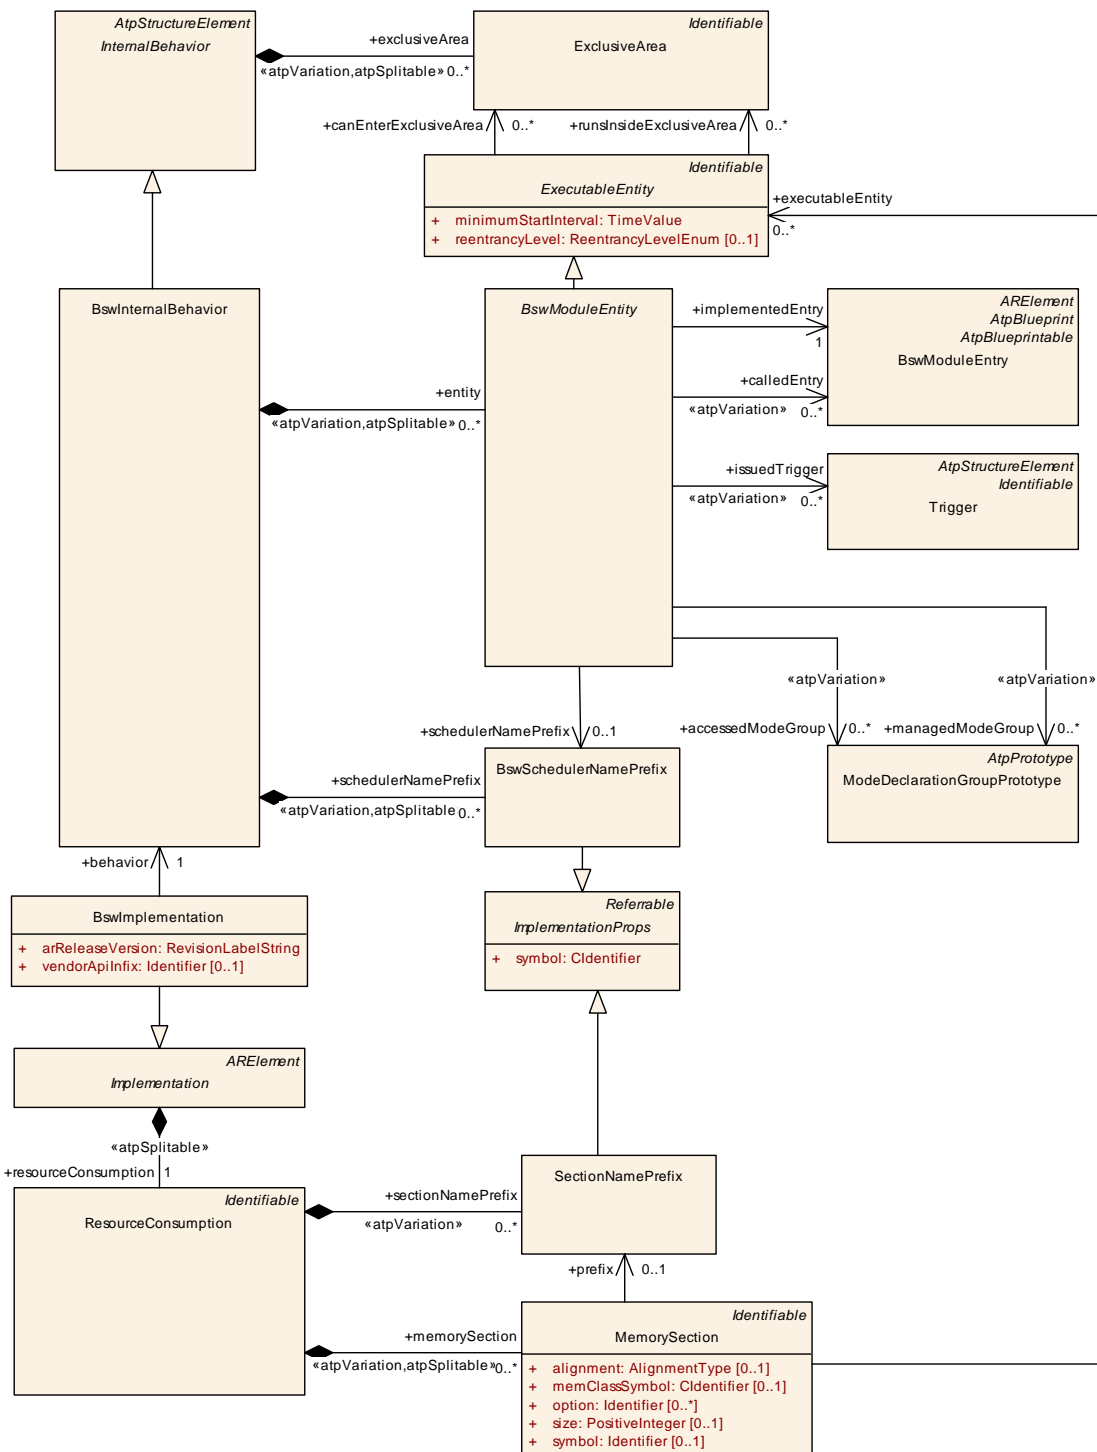 AtpStructureElement
InternalBehavior
+exclusiveArea
«atpVariation,atpSplitable» 0..*
Identifiable
ExclusiveArea
+canEnterExclusiveArea 0..*
+runsInsideExclusiveArea 0..*
Identifiable
ExecutableEntity
+ minimumStartInterval: TimeValue
+ reentrancyLevel: ReentrancyLevelEnum [0..1]
+executableEntity
0..*
BswInternalBehavior
+entity
«atpVariation,atpSplitable» 0..*
BswModuleEntity
+implementedEntry
1
+calledEntry
«atpVariation» 0..*
ARElement
AtpBlueprint
AtpBlueprintable
BswModuleEntry
+issuedTrigger
«atpVariation» 0..*
AtpStructureElement
Identifiable
Trigger
«atpVariation»
«atpVariation»
+accessedModeGroup 0..*
+managedModeGroup 0..*
AtpPrototype
ModeDeclarationGroupPrototype
+schedulerNamePrefix 0..1
+schedulerNamePrefix
«atpVariation,atpSplitable» 0..*
BswSchedulerNamePrefix
+behavior 1
BswImplementation
+ arReleaseVersion: RevisionLabelString
+ vendorApiInfix: Identifier [0..1]
Referrable
ImplementationProps
+ symbol: CIdentifier
ARElement
Implementation
«atpSplitable»
+resourceConsumption 1
Identifiable
ResourceConsumption
+sectionNamePrefix
«atpVariation» 0..*
SectionNamePrefix
+prefix 0..1
+memorySection
«atpVariation,atpSplitable» 0..*
Identifiable
MemorySection
+ alignment: AlignmentType [0..1]
+ memClassSymbol: CIdentifier [0..1]
+ option: Identifier [0..*]
+ size: PositiveInteger [0..1]
+ symbol: Identifier [0..1]